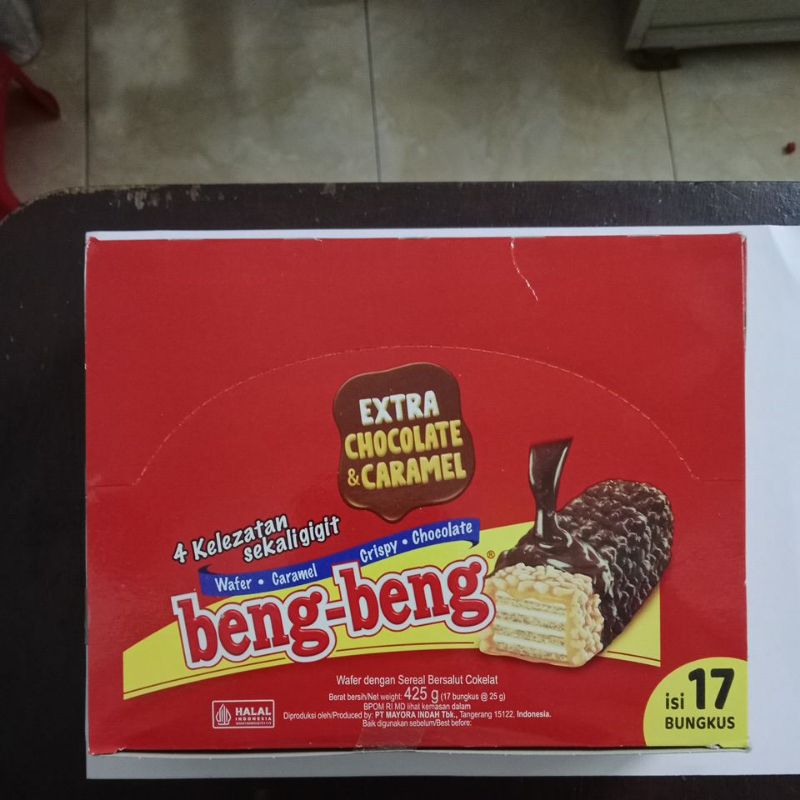 EXTRA
CHOCOLATE
& CARAMEL
4 Kelezatan
sekali gigit
Wafer • Caramel
Crispy • Chocolate
beng-beng®
Wafer dengan Sereal Bersalut Cokelat
Berat bersih/Net weight: 425 g (17 bungkus @ 25 g)
BPOM RI MD lihat kemasan dalam
Diproduksi oleh/Produced by: PT MAYORA INDAH Tbk., Tangerang 15122, Indonesia.
Baik digunakan sebelum/Best before:
HALAL
INDONESIA
isi 17
BUNGKUS